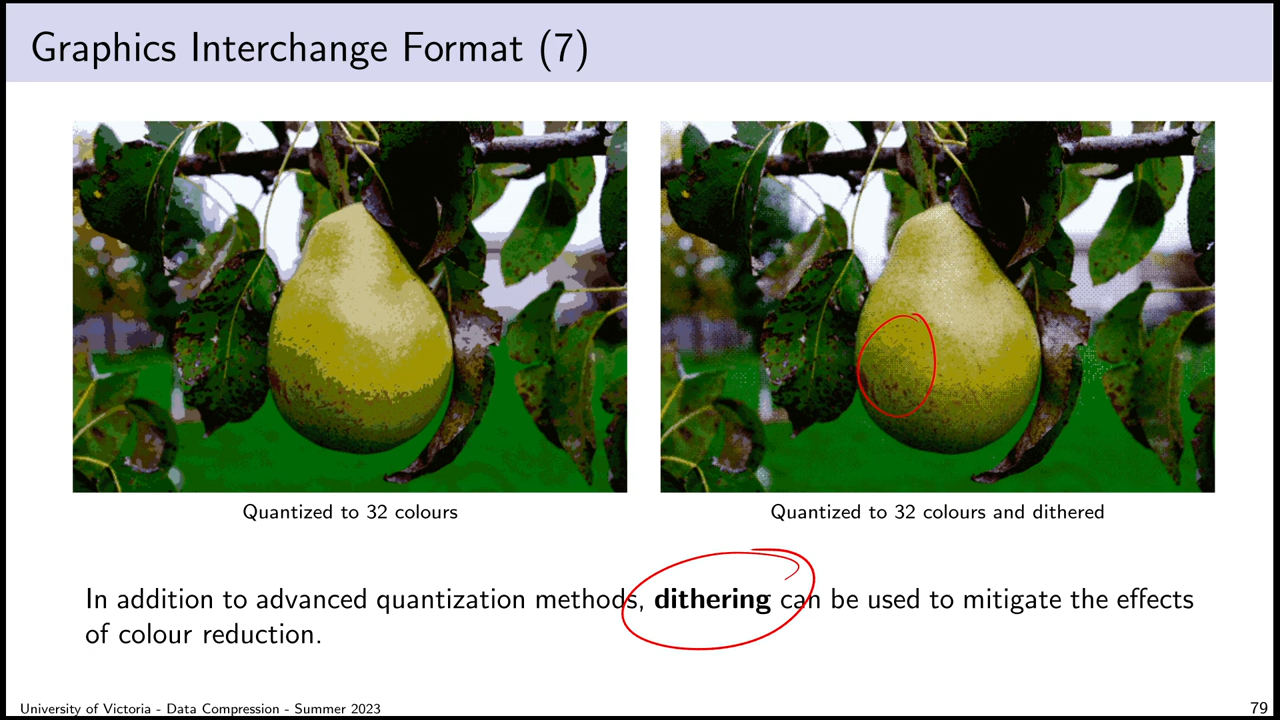 Graphics Interchange Format (7)
Quantized to 32 colours
Quantized to 32 colours and dithered
In addition to advanced quantization methods, dithering can be used to mitigate the effects
of colour reduction.
University of Victoria - Data Compression - Summer 2023
79